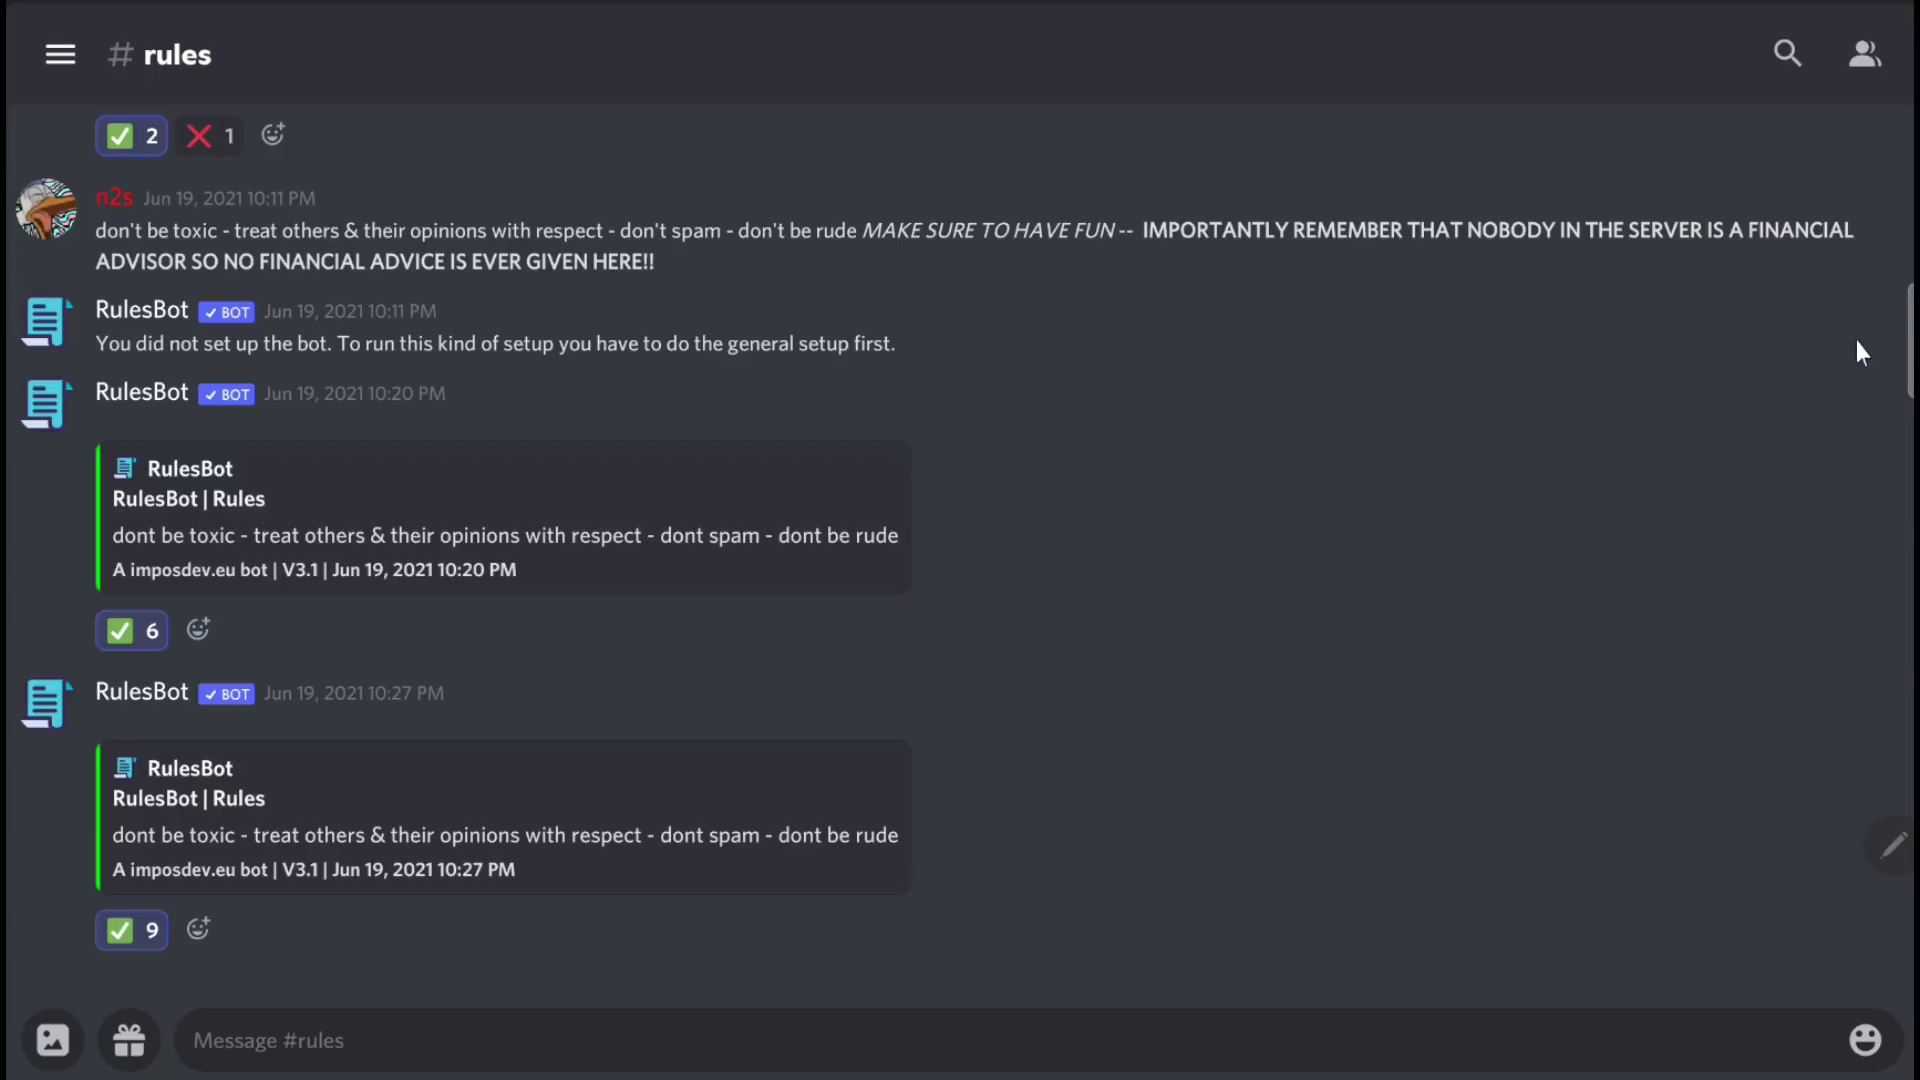 # rules
2 1
n2s Jun 19, 2021 10:11 PM
don't be toxic - treat others & their opinions with respect - don't spam - don't be rude MAKE SURE TO HAVE FUN -- IMPORTANTLY REMEMBER THAT NOBODY IN THE SERVER IS A FINANCIAL
ADVISOR SO NO FINANCIAL ADVICE IS EVER GIVEN HERE!!
RulesBot ✓ BOT Jun 19, 2021 10:11 PM
You did not set up the bot. To run this kind of setup you have to do the general setup first.
RulesBot ✓ BOT Jun 19, 2021 10:20 PM
RulesBot
RulesBot | Rules
dont be toxic - treat others & their opinions with respect - dont spam - dont be rude
A imposdev.eu bot | V3.1 | Jun 19, 2021 10:20 PM
6
RulesBot ✓ BOT Jun 19, 2021 10:27 PM
RulesBot
RulesBot | Rules
dont be toxic - treat others & their opinions with respect - dont spam - dont be rude
A imposdev.eu bot | V3.1 | Jun 19, 2021 10:27 PM
9
Message #rules